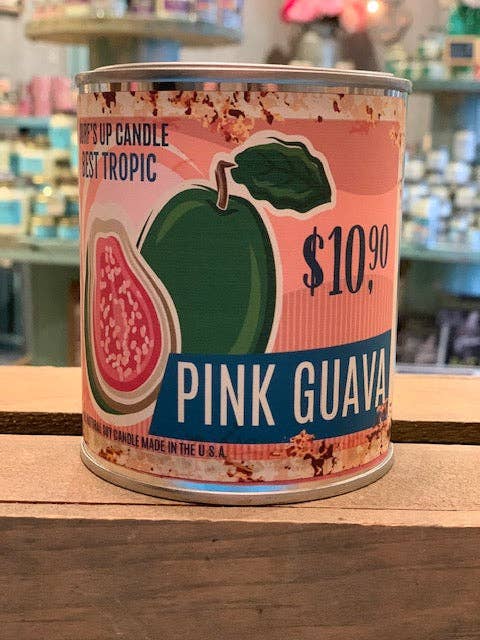 SURF'S UP CANDLE
BEST TROPIC
$10,90
PINK GUAVA
NATURAL SOY CANDLE MADE IN THE U.S.A.